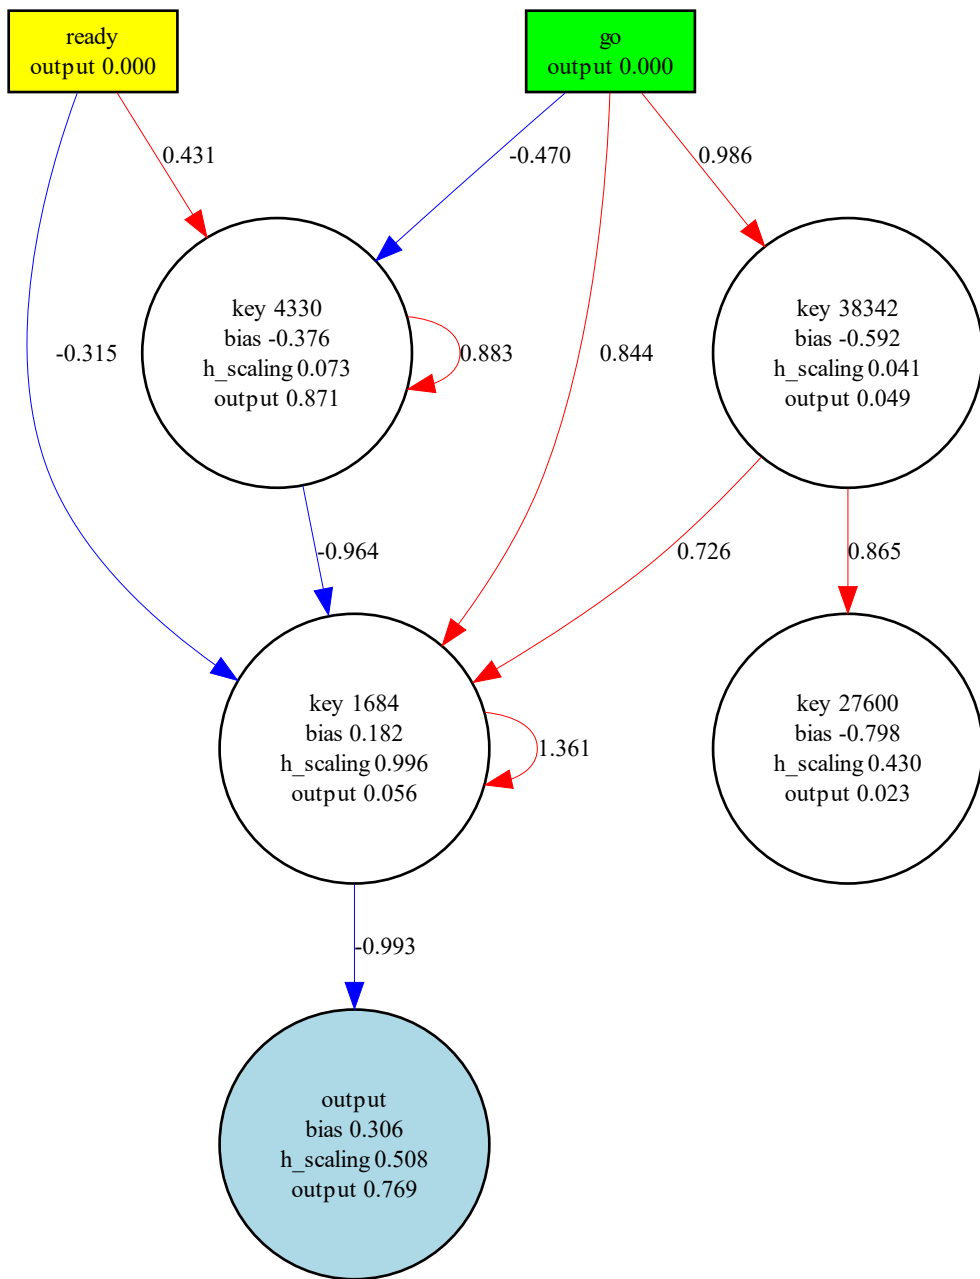 ready
output 0.000
go
output 0.000
0.431
-0.470
0.986
key 4330
bias -0.376
h_scaling 0.073
output 0.871
key 38342
bias -0.592
h_scaling 0.041
output 0.049
-0.315
0.883
0.844
-0.964
0.726
0.865
key 1684
bias 0.182
h_scaling 0.996
output 0.056
1.361
key 27600
bias -0.798
h_scaling 0.430
output 0.023
-0.993
output
bias 0.306
h_scaling 0.508
output 0.769